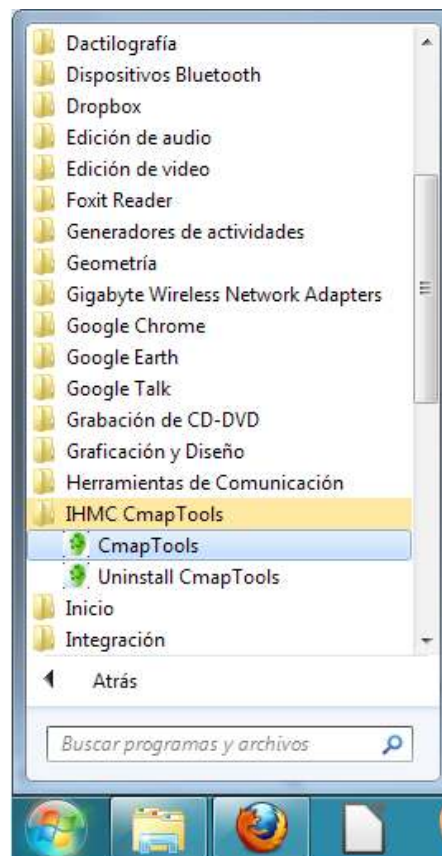 Dactilografía
Dispositivos Bluetooth
Dropbox
Edición de audio
Edición de video
Foxit Reader
Generadores de actividades
Geometría
Gigabyte Wireless Network Adapters
Google Chrome
Google Earth
Google Talk
Grabación de CD-DVD
Graficación y Diseño
Herramientas de Comunicación
IHMC CmapTools
CmapTools
Uninstall CmapTools
Inicio
Integración
Atrás
Buscar programas y archivos